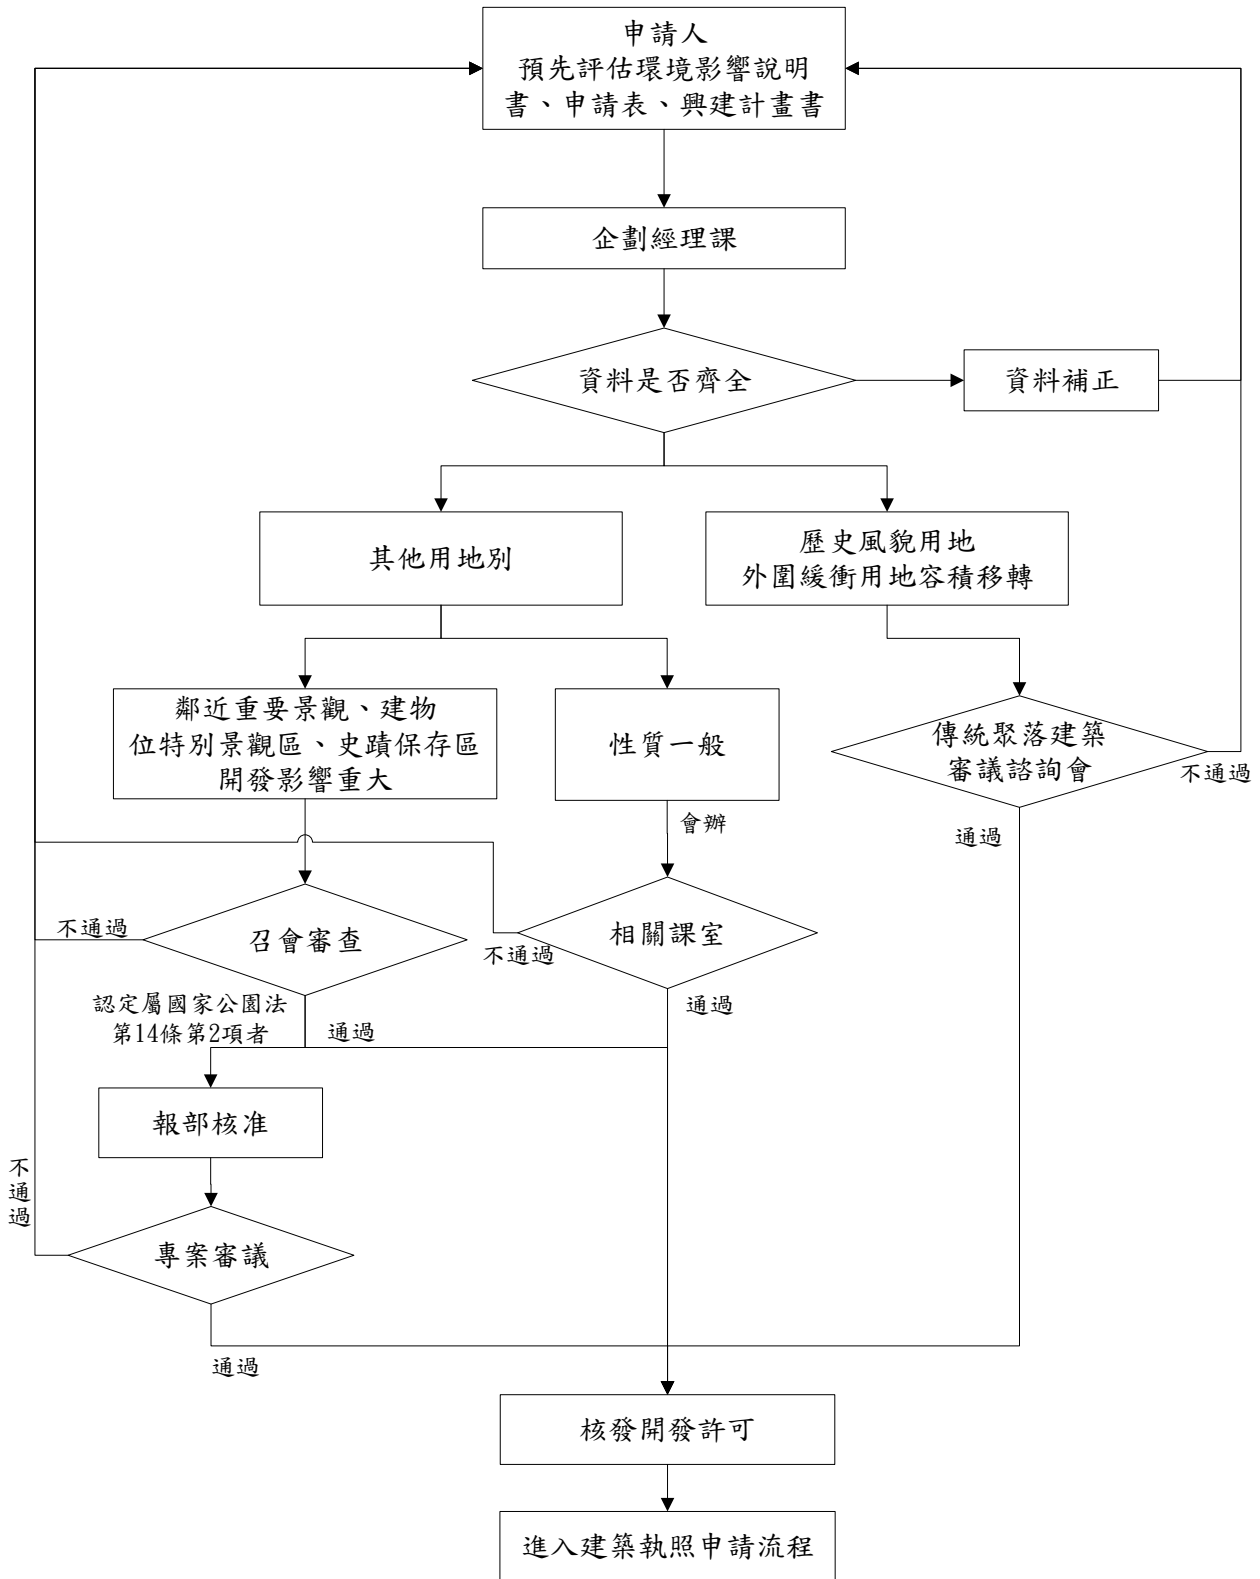 申請人
預先評估環境影響說明
書、申請表、興建計畫書
企劃經理課
資料是否齊全
資料補正
其他用地別
歷史風貌用地
外圍緩衝用地容積移轉
鄰近重要景觀、建物
位特別景觀區、史蹟保存區
開發影響重大
性質一般
傳統聚落建築
審議諮詢會
不通過
會辦
通過
不通過
召會審查
相關課室
不通過
認定屬國家公園法
第14條第2項者
通過
通過
報部核准
不通過
專案審議
通過
核發開發許可
進入建築執照申請流程